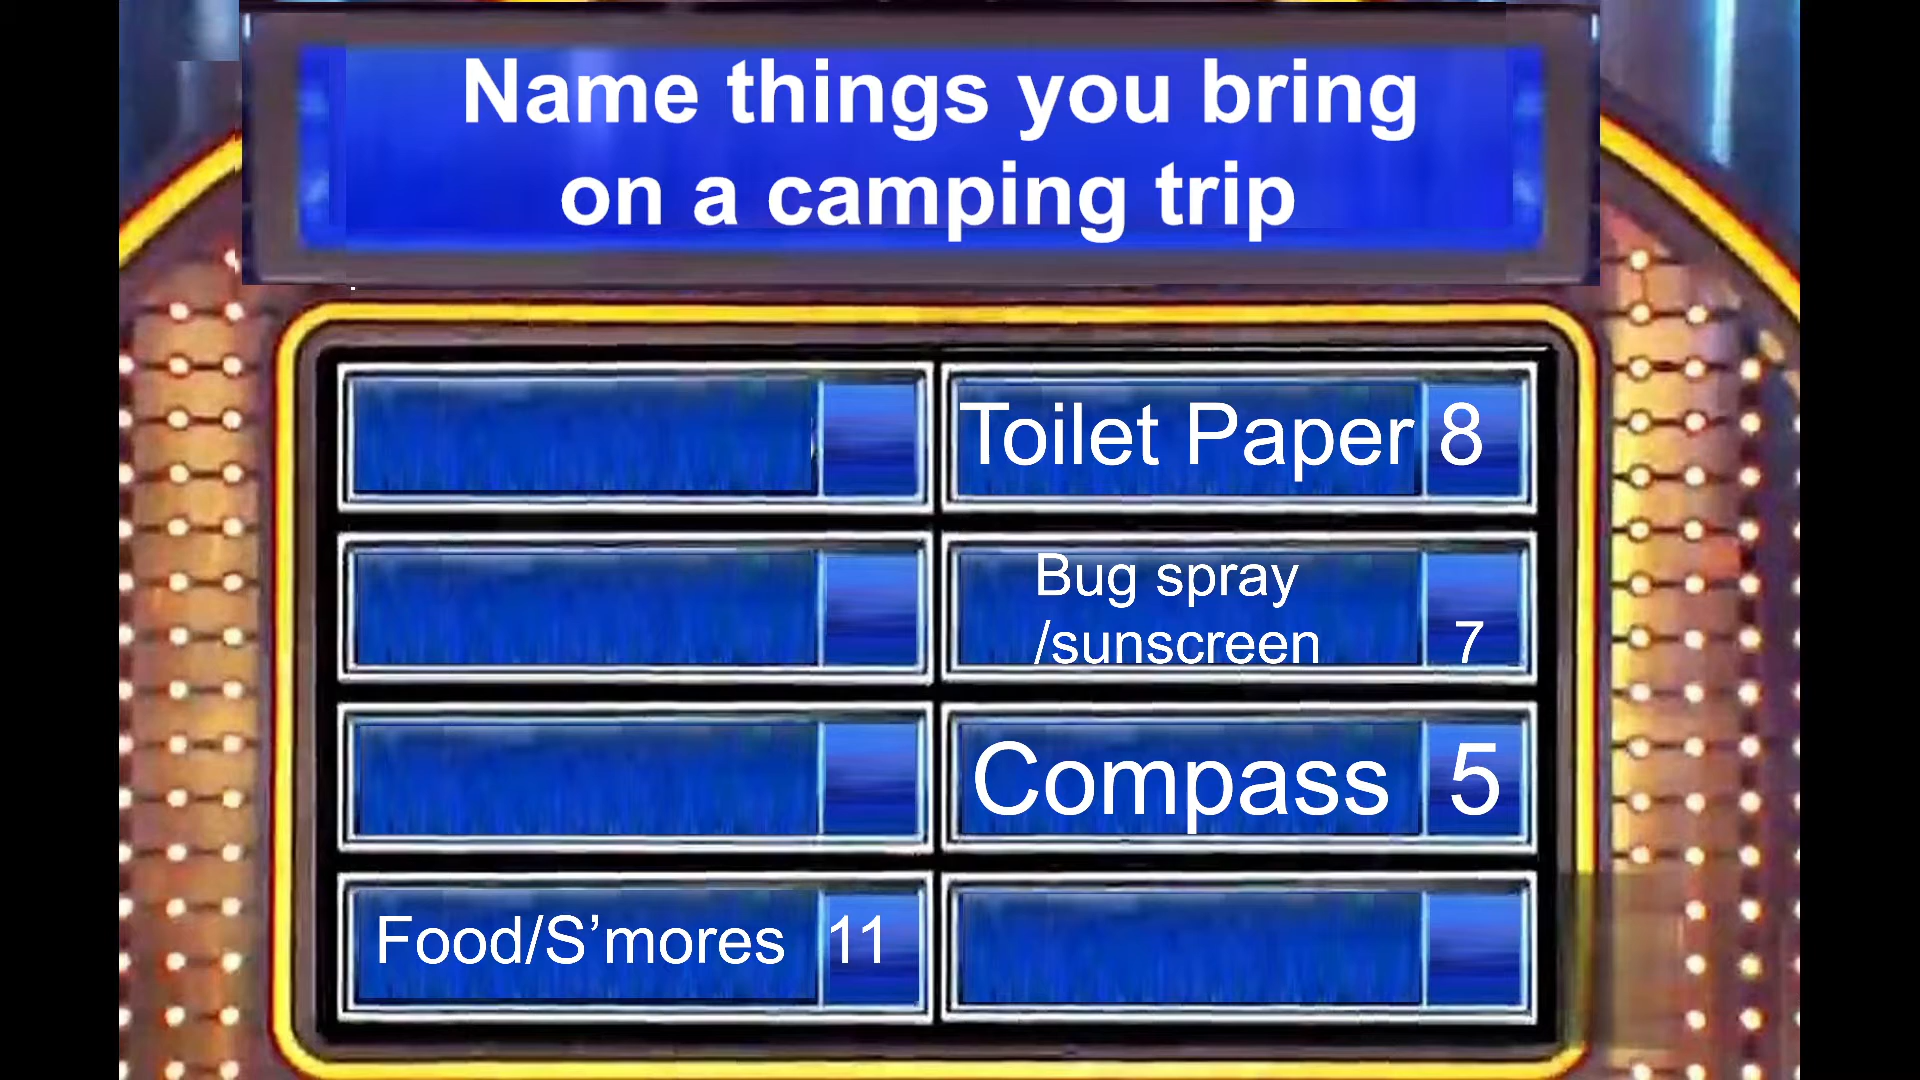 Name things you bring
on a camping trip
Toilet Paper 8
Bug spray
/sunscreen 7
Compass 5
Food/S’mores 11